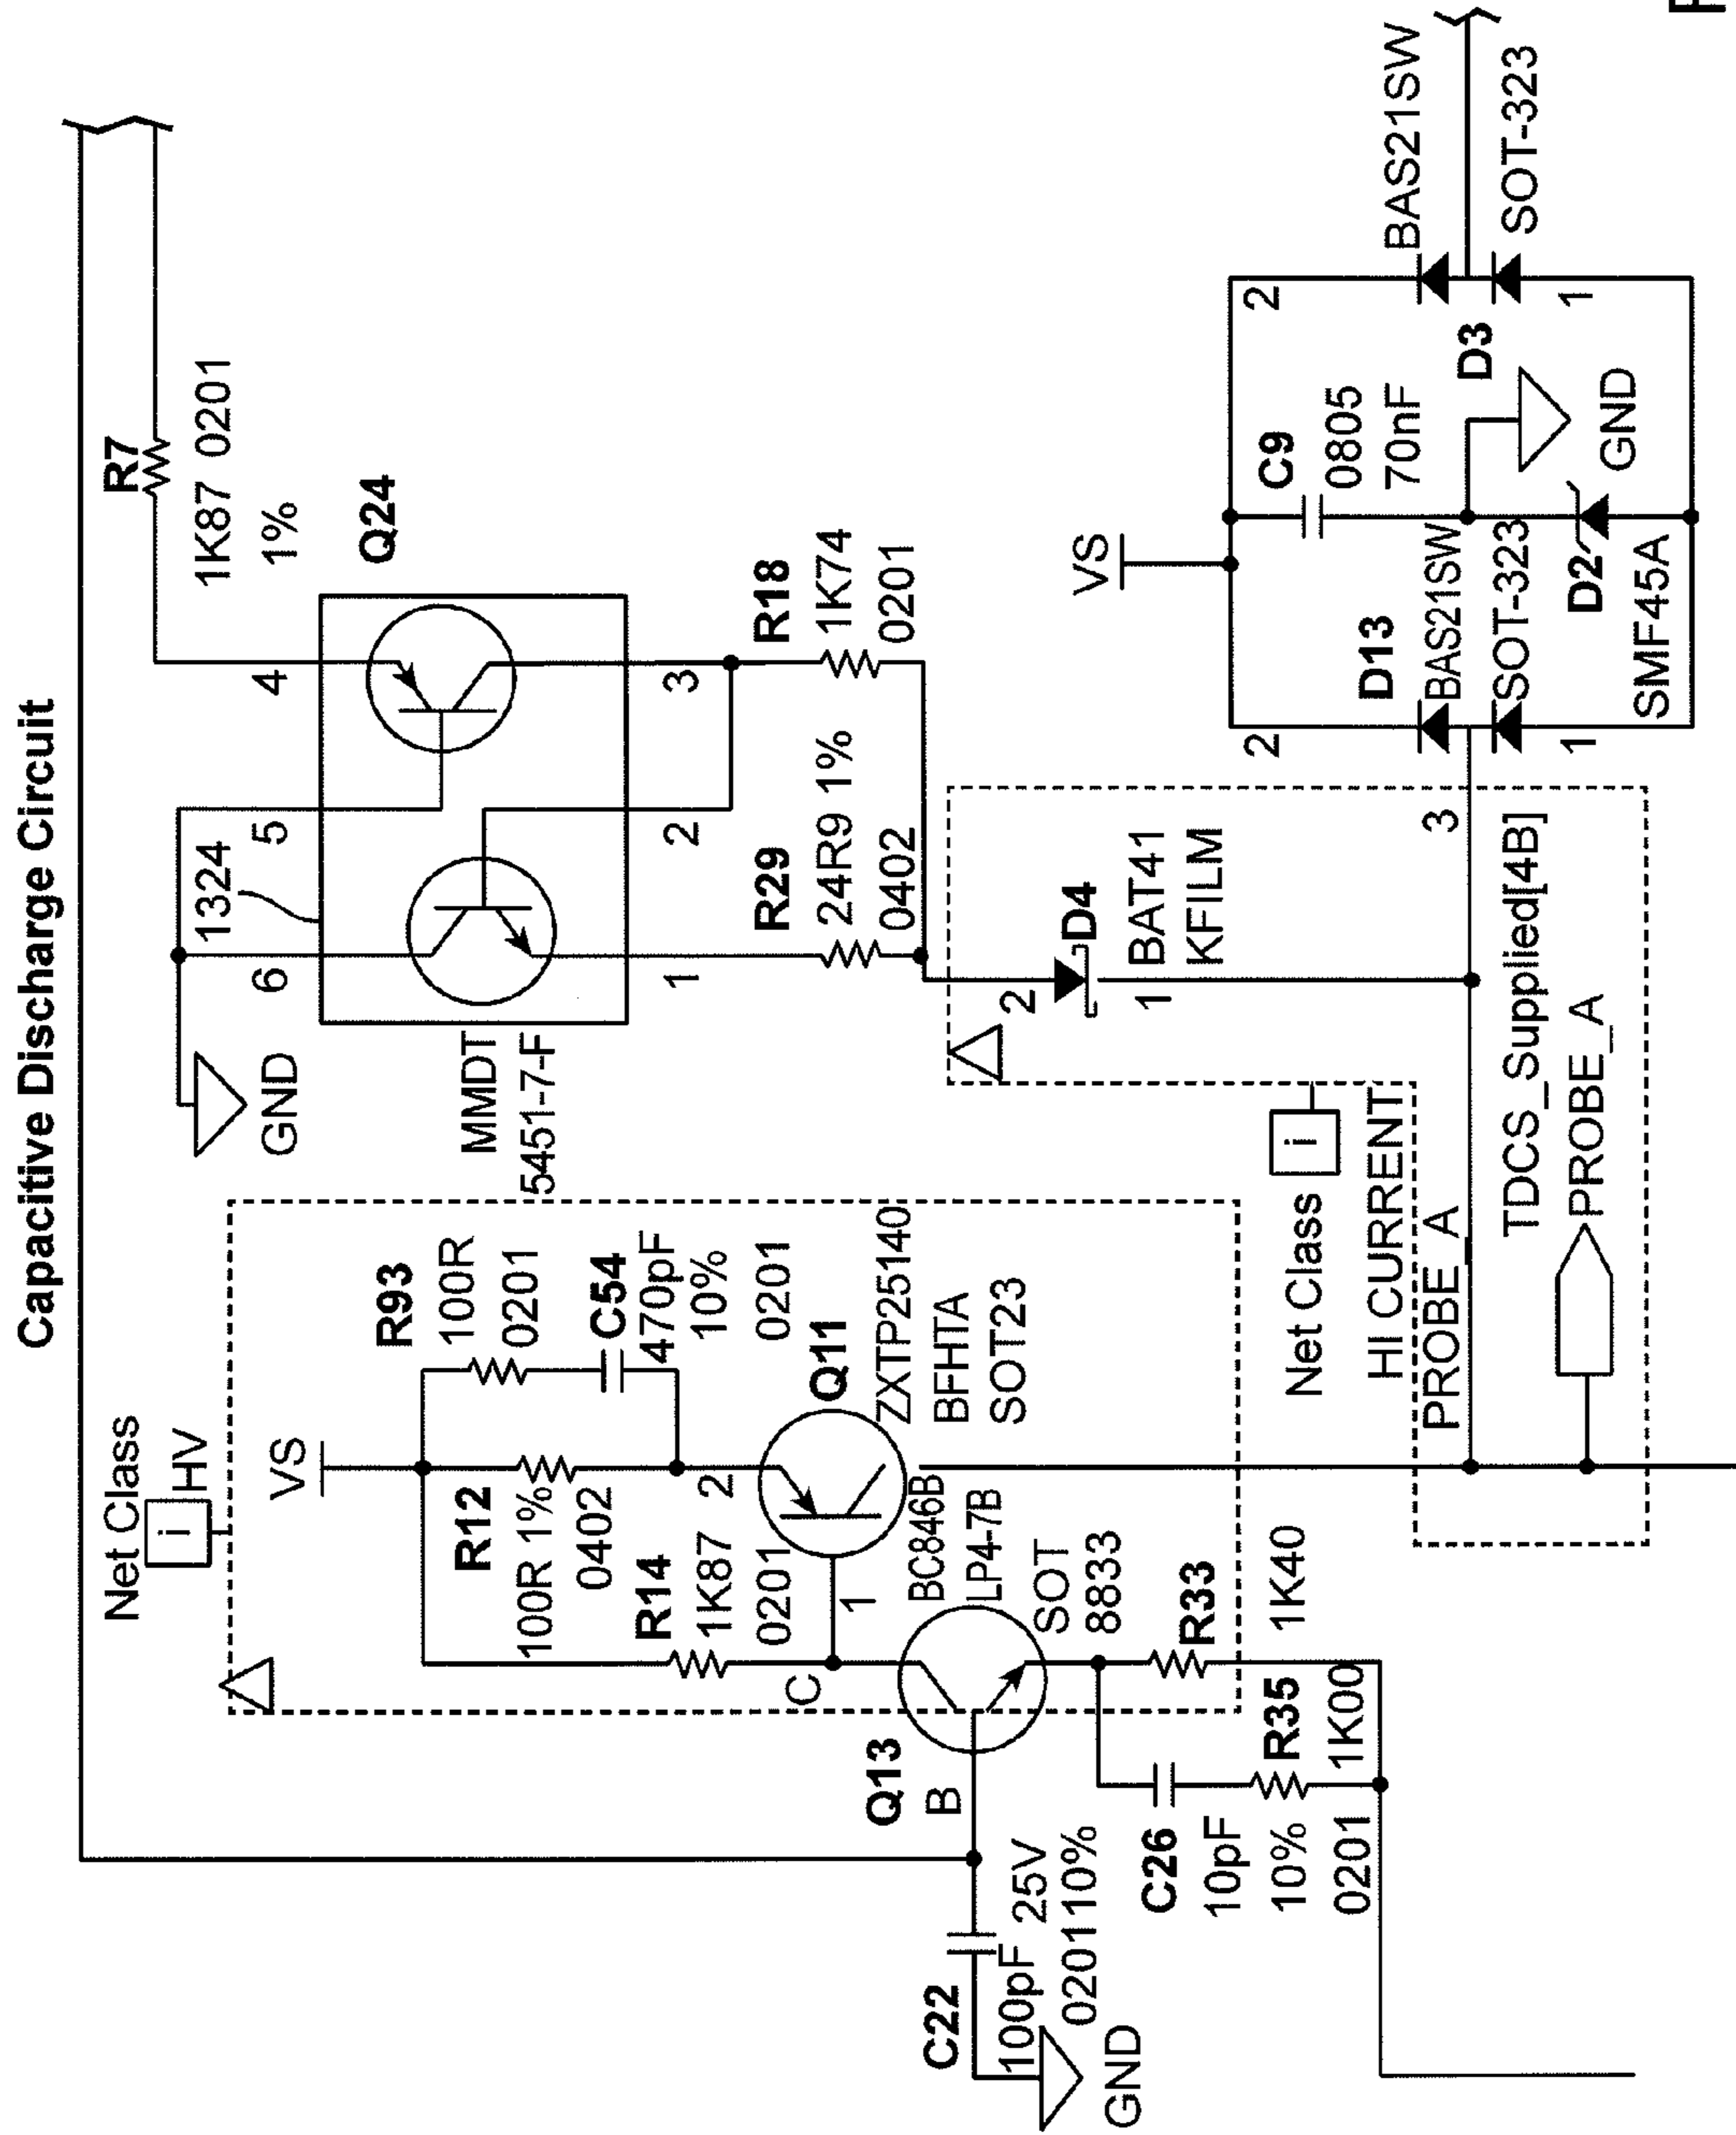 Capacitive Discharge Circuit
R7
1K87 0201
1%
Q24
4
5
1324
6
GND
MMDT
5451-7-F
3
2
1
R18
1K74
0201
R29
24R9 1%
0402
Net Class
i
HV
VS
R93
100R
0201
C54
470pF
10%
0201
R12
100R 1%
0402
R14
1K87
0201
2
Q11
ZXTP25140
BFHTA
SOT23
1
C
Q13
B
BC846B
LP4-7B
SOT
8833
R33
1K40
C22
100pF 25V
020110%
GND
C26
10pF
10%
0201
R35
1K00
2
D4
1
BAT41
KFILM
Net Class
i
HI CURRENT
PROBE_A
3
TDCS_Supplied[4B]
PROBE_A
VS
2
D13
BAS21SW
SOT-323
1
C9
0805
70nF
D2
SMF45A
GND
2
D3
1
BAS21SW
SOT-323